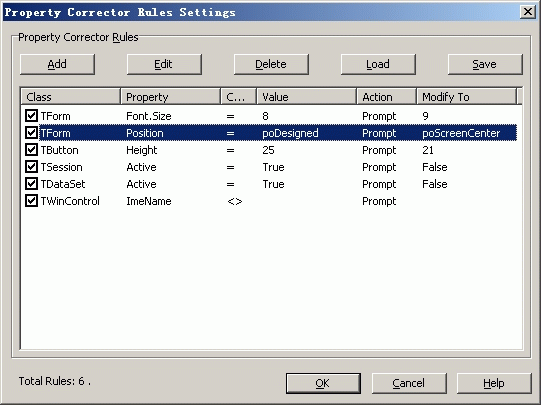 Property Corrector Rules Settings
Property Corrector Rules
Add Edit Delete Load Save
Class Property C... Value Action Modify To
TForm Font.Size = 8 Prompt 9
TForm Position = poDesigned Prompt poScreenCenter
TButton Height = 25 Prompt 21
TSession Active = True Prompt False
TDataSet Active = True Prompt False
TWinControl ImeName <> Prompt
Total Rules: 6 .
OK Cancel Help